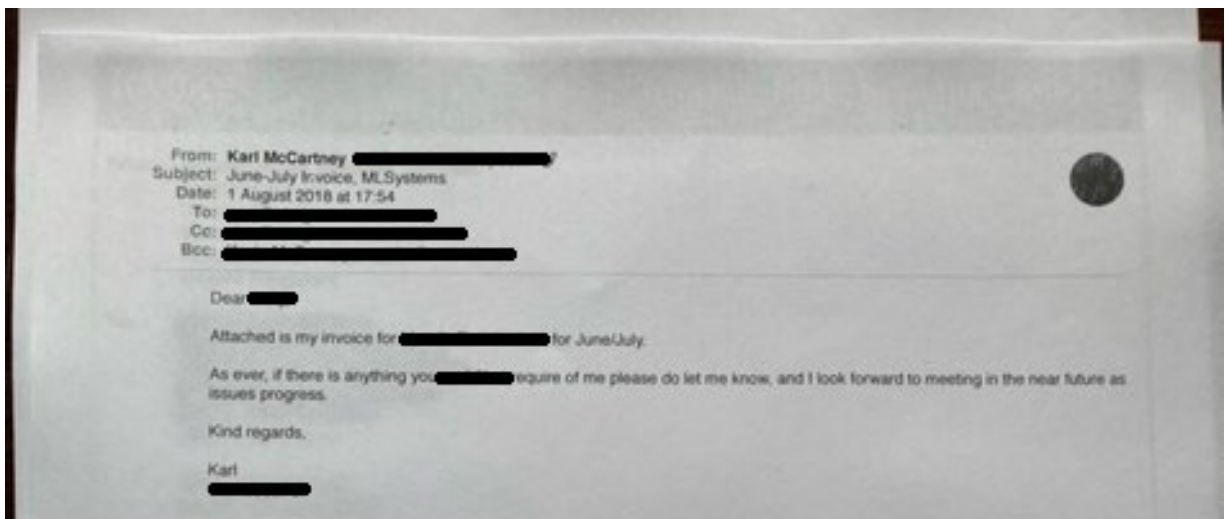 From: Karl McCartney
Subject: June-July Invoice, MLSystems
Date: 1 August 2018 at 17:54
To:
Cc:
Bcc:
Dear
Attached is my invoice for for June/July.
As ever, if there is anything you equire of me please do let me know, and I look forward to meeting in the near future as
issues progress.
Kind regards,
Karl